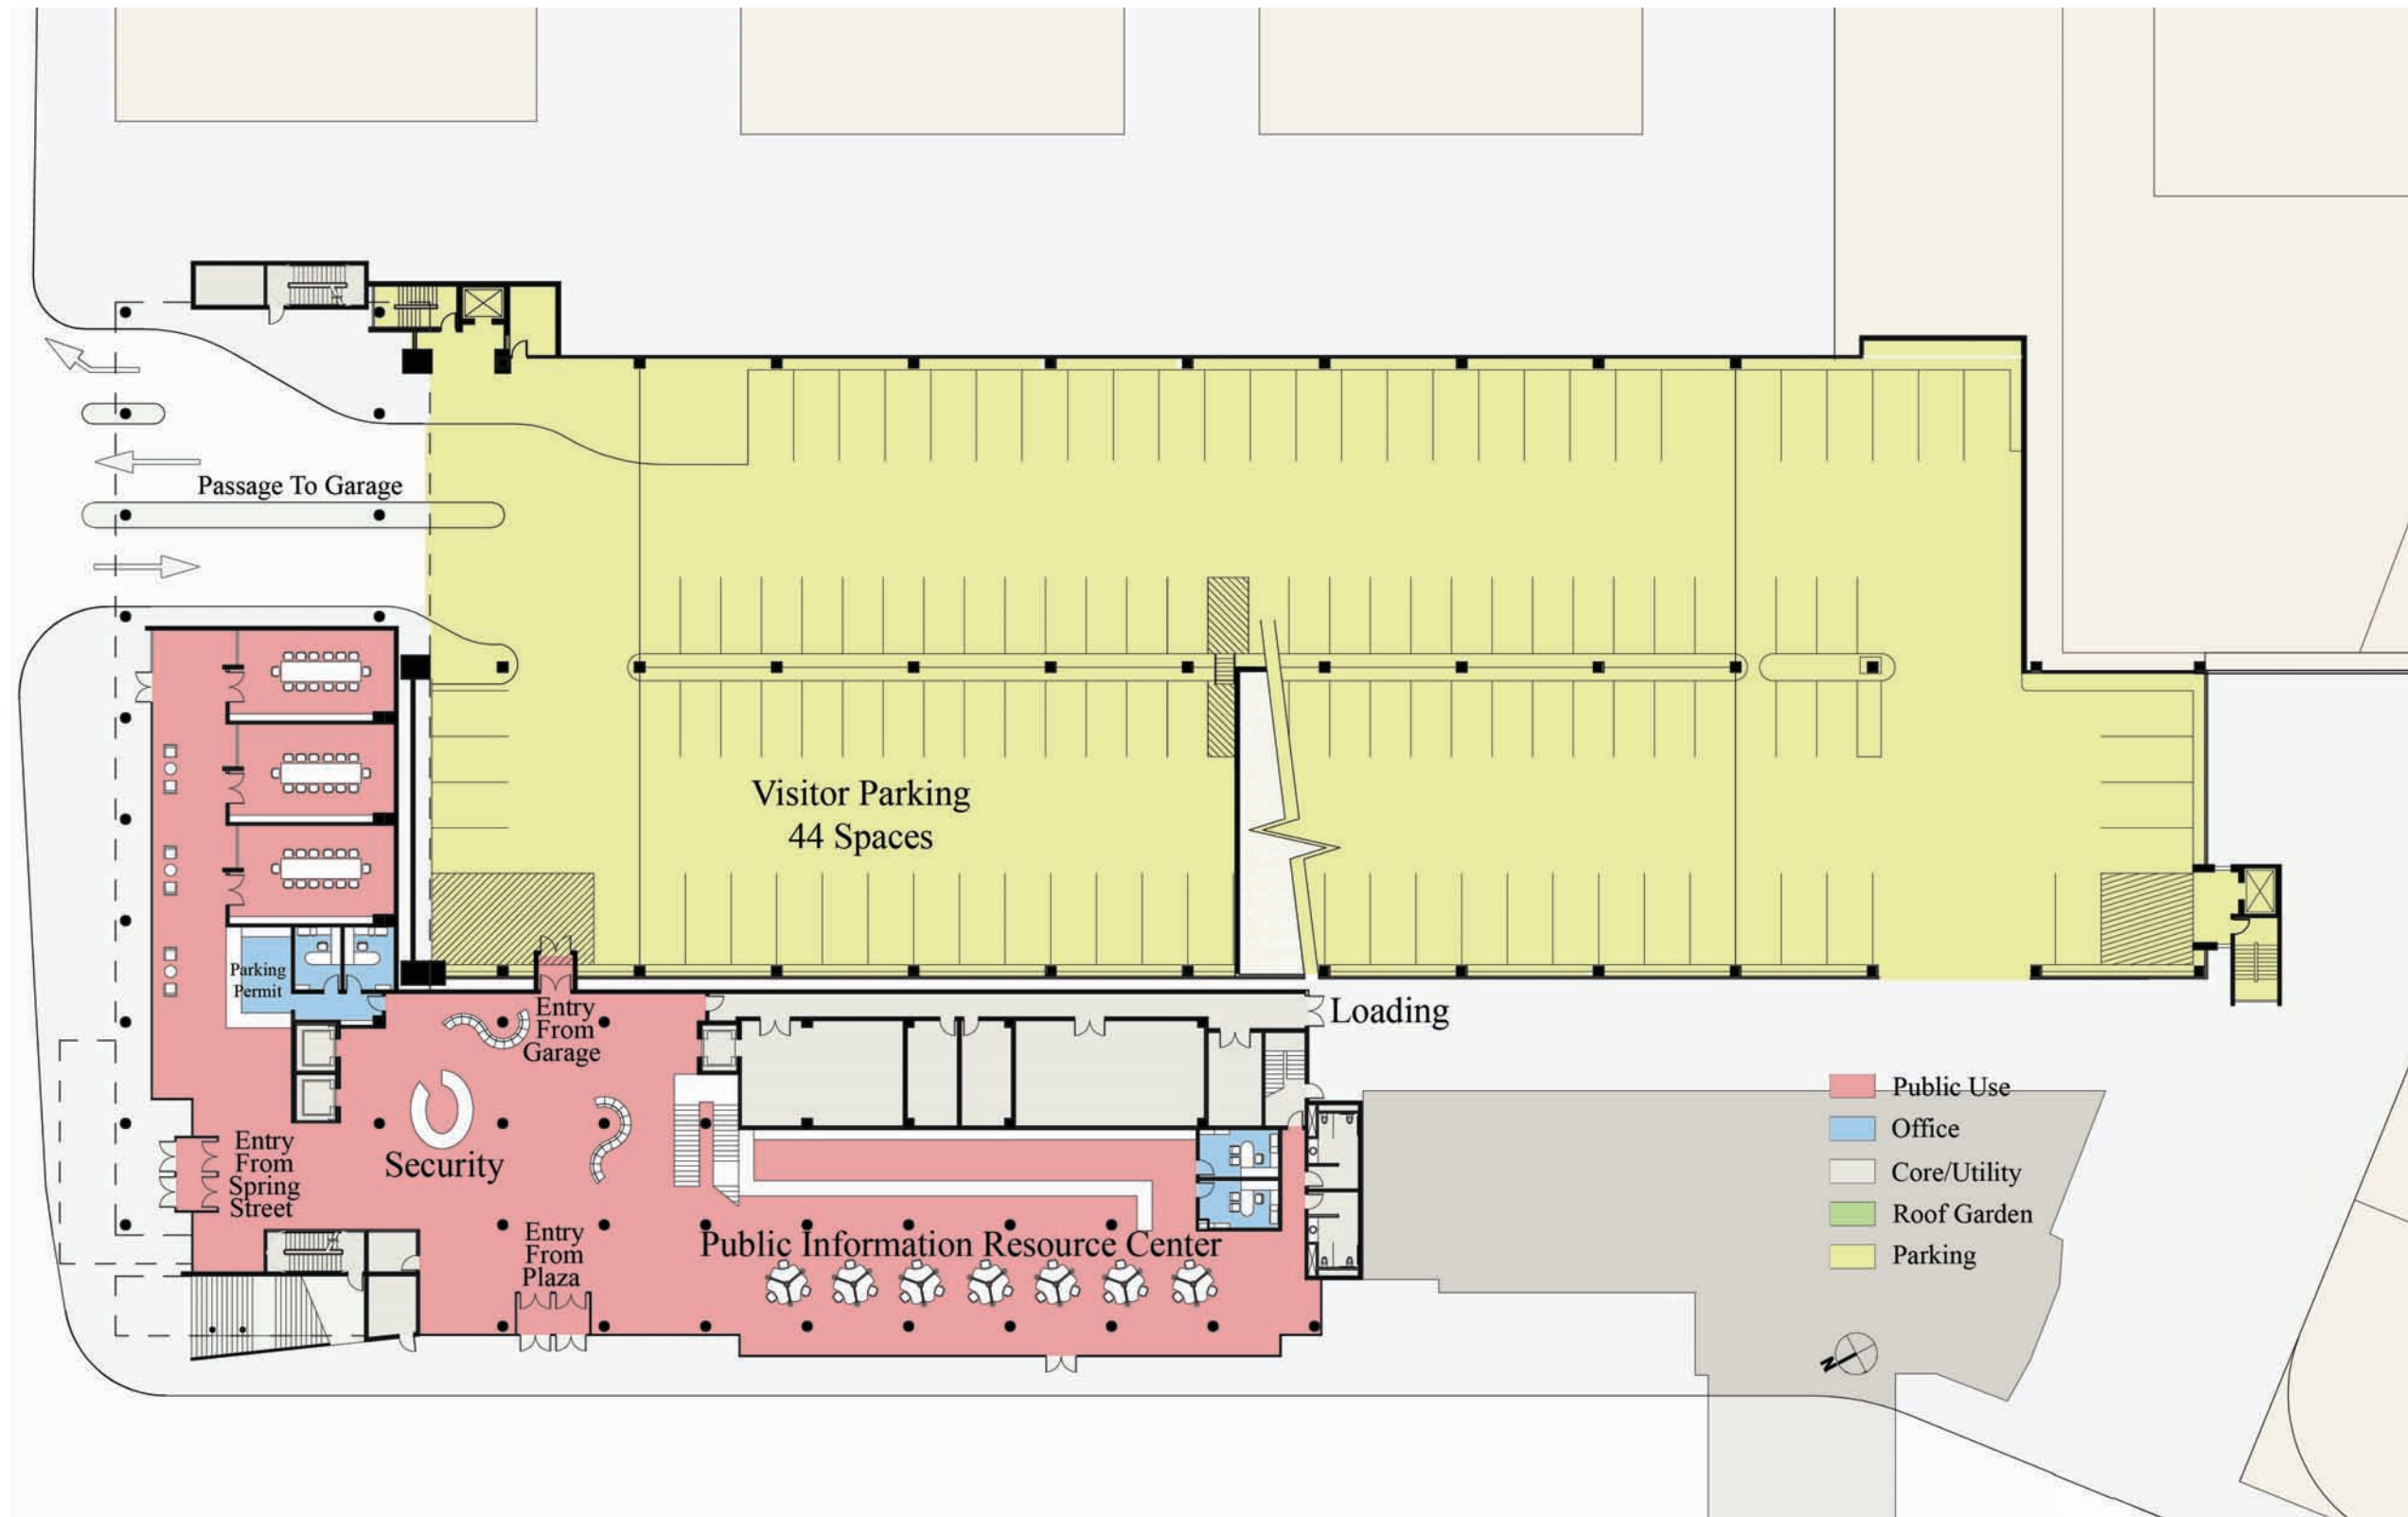 Passage To Garage
Visitor Parking
44 Spaces
Parking
Permit
Entry
From
Garage
Loading
Security
Entry
From
Spring
Street
Entry
From
Plaza
Public Information Resource Center
Public Use
Office
Core/Utility
Roof Garden
Parking
N